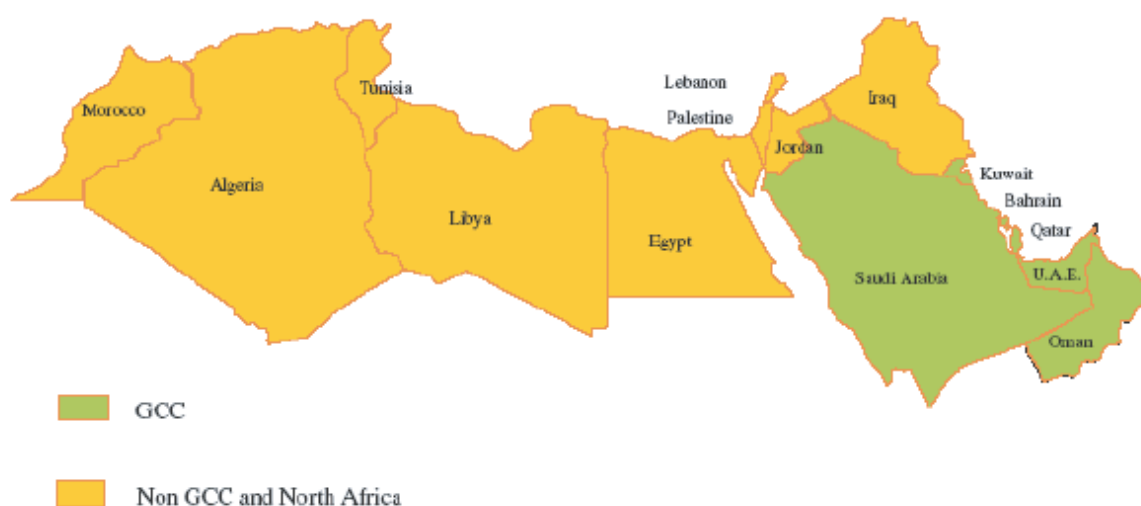 Lebanon
Tunisia
Iraq
Morocco
Palestine
Jordan
Kuwait
Algeria
Bahrain
Libya
Qatar
Egypt
U.A.E.
Saudi Arabia
Oman
GCC
Non GCC and North Africa